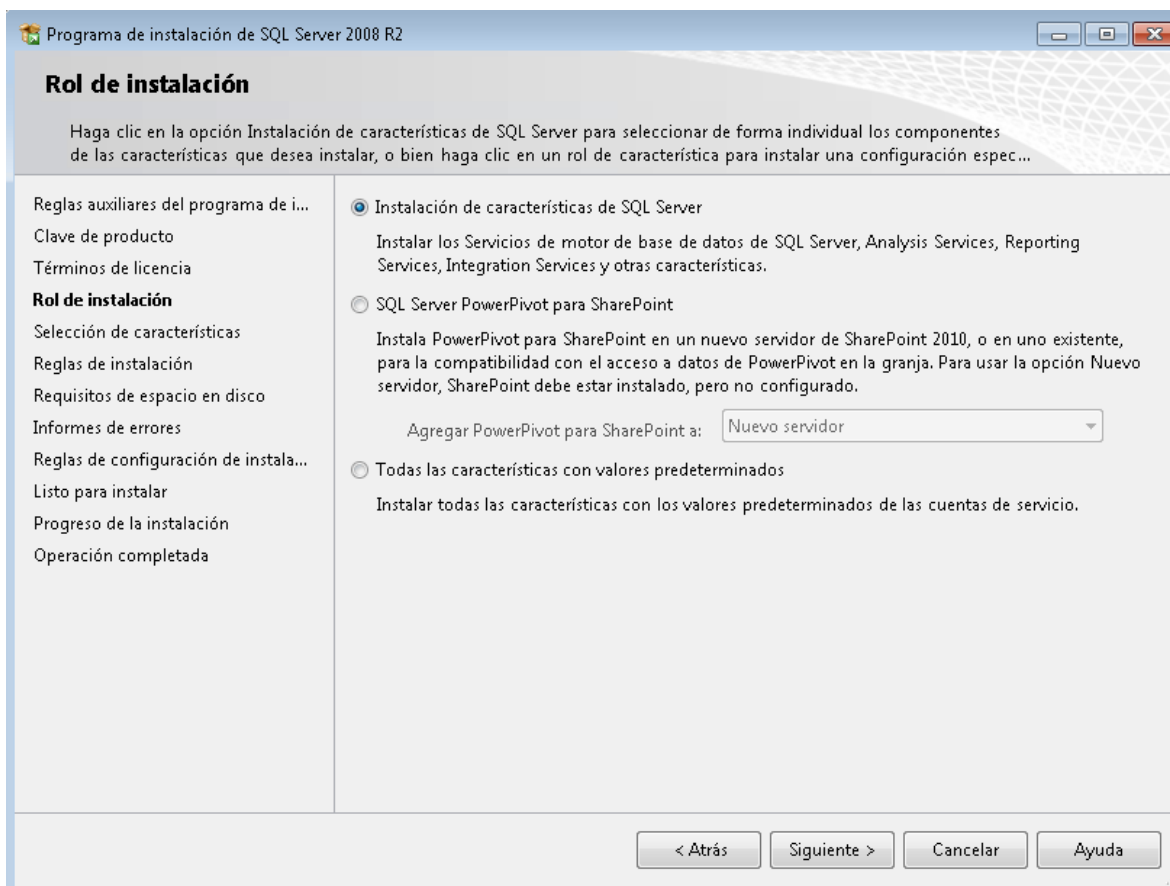 Programa de instalación de SQL Server 2008 R2
Rol de instalación
Haga clic en la opción Instalación de características de SQL Server para seleccionar de forma individual los componentes
de las características que desea instalar, o bien haga clic en un rol de característica para instalar una configuración espec...
Reglas auxiliares del programa de i...
Clave de producto
Términos de licencia
Rol de instalación
Selección de características
Reglas de instalación
Requisitos de espacio en disco
Informes de errores
Reglas de configuración de instala...
Listo para instalar
Progreso de la instalación
Operación completada
Instalación de características de SQL Server
Instalar los Servicios de motor de base de datos de SQL Server, Analysis Services, Reporting
Services, Integration Services y otras características.
SQL Server PowerPivot para SharePoint
Instala PowerPivot para SharePoint en un nuevo servidor de SharePoint 2010, o en uno existente,
para la compatibilidad con el acceso a datos de PowerPivot en la granja. Para usar la opción Nuevo
servidor, SharePoint debe estar instalado, pero no configurado.
Agregar PowerPivot para SharePoint a: Nuevo servidor
Todas las características con valores predeterminados
Instalar todas las características con los valores predeterminados de las cuentas de servicio.
< Atrás Siguiente > Cancelar Ayuda